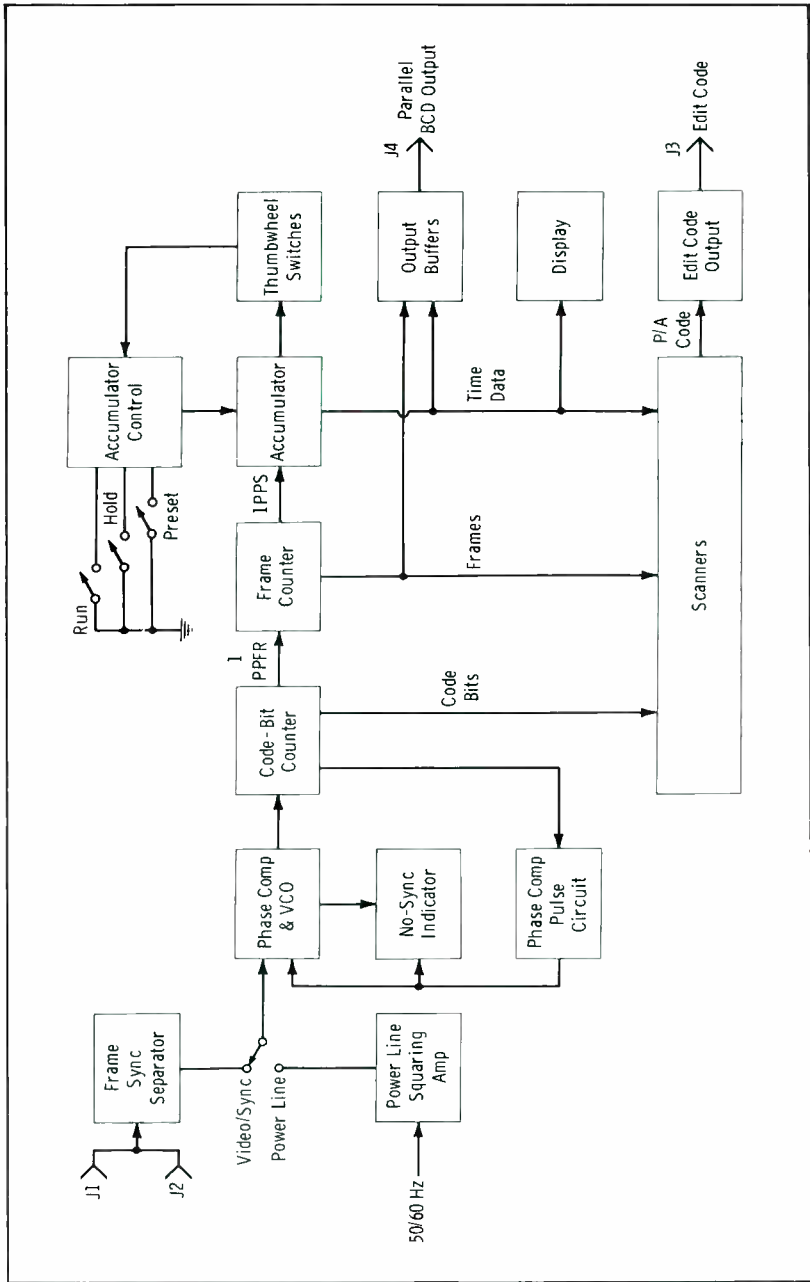 J1
J2
Frame
Sync
Separator
Video/Sync
Power Line
50/60 Hz
Power Line
Squaring
Amp
Phase Comp
& VCO
No-Sync
Indicator
Phase Comp
Pulse
Circuit
Code-Bit
Counter
1
PPFR
Code
Bits
Frame
Counter
1PPS
Frames
Run
Hold
Preset
Accumulator
Control
Accumulator
Thumbwheel
Switches
Time
Data
Output
Buffers
J4
Parallel
BCD Output
Display
Scanners
P/A
Code
Edit Code
Output
J3
Edit Code